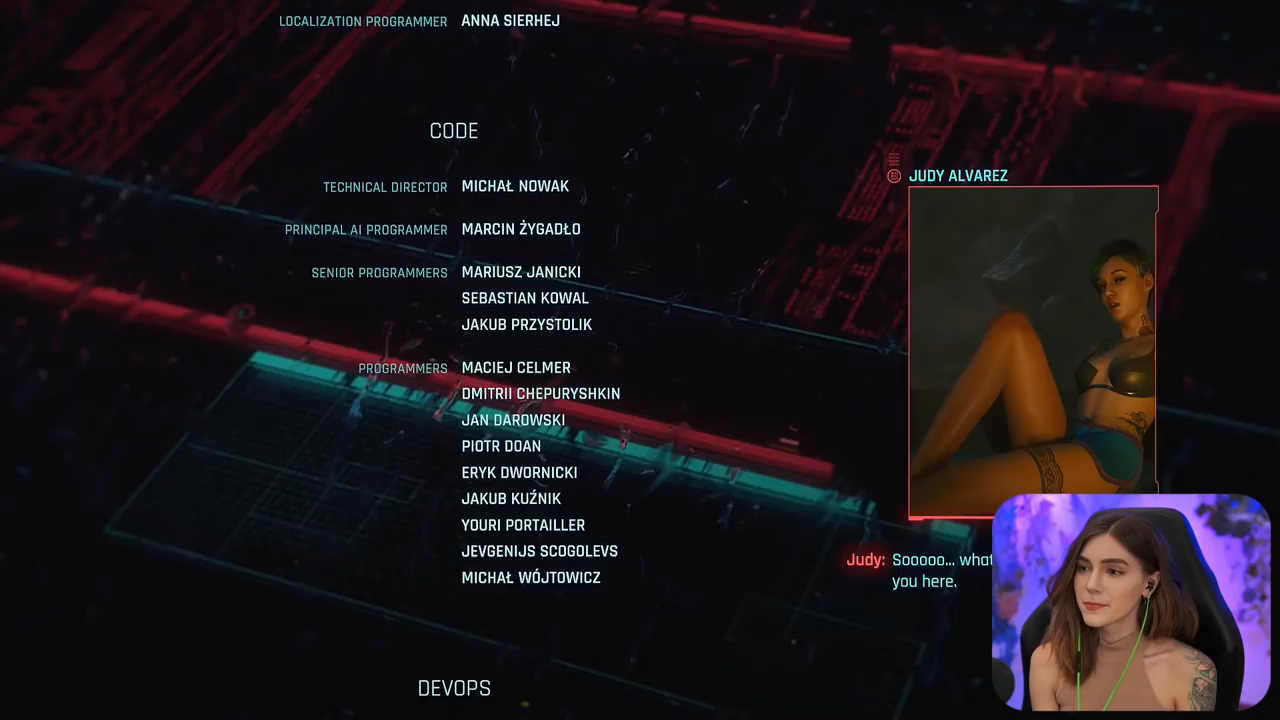 LOCALIZATION PROGRAMMER ANNA SIERHEJ
CODE
TECHNICAL DIRECTOR MICHAŁ NOWAK
PRINCIPAL AI PROGRAMMER MARCIN ŻYGADŁO
SENIOR PROGRAMMERS MARIUSZ JANICKI
SEBASTIAN KOWAL
JAKUB PRZYSTOLIK
PROGRAMMERS MACIEJ CELMER
DMITRII CHEPURYSHKIN
JAN DAROWSKI
PIOTR DOAN
ERYK DWORNICKI
JAKUB KUŹNIK
YOURI PORTAILLER
JEVGENIJS SCOGOLEVS
MICHAŁ WÓJTOWICZ
DEVOPS
JUDY ALVAREZ
Judy: Sooooo... what
you here.